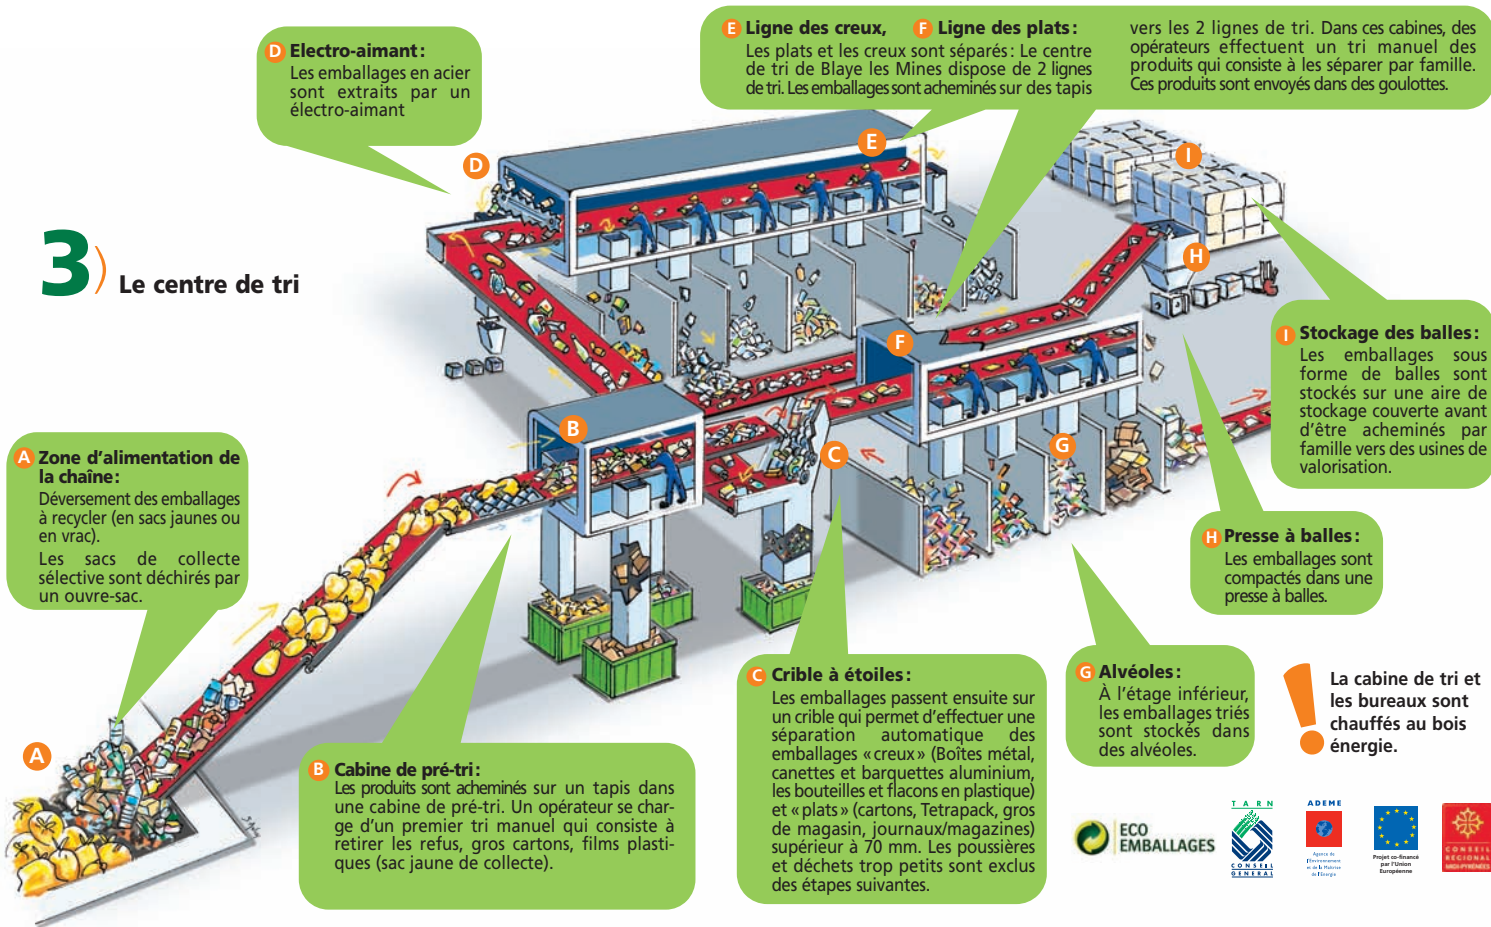 3) Le centre de tri
D Electro-aimant :
Les emballages en acier
sont extraits par un
électro-aimant
E Ligne des creux, F Ligne des plats :
Les plats et les creux sont séparés : Le centre
de tri de Blaye les Mines dispose de 2 lignes
de tri. Les emballages sont acheminés sur des tapis
vers les 2 lignes de tri. Dans ces cabines, des
opérateurs effectuent un tri manuel des
produits qui consiste à les séparer par famille.
Ces produits sont envoyés dans des goulottes.
D
E
I
H
F
B
G
C
A
A Zone d'alimentation de
la chaîne :
Déversement des emballages
à recycler (en sacs jaunes ou
en vrac).
Les sacs de collecte
sélective sont déchirés par
un ouvre-sac.
I Stockage des balles :
Les emballages sous
forme de balles sont
stockés sur une aire de
stockage couverte avant
d'être acheminés par
famille vers des usines de
valorisation.
H Presse à balles :
Les emballages sont
compactés dans une
presse à balles.
B Cabine de pré-tri :
Les produits sont acheminés sur un tapis dans
une cabine de pré-tri. Un opérateur se char-
ge d'un premier tri manuel qui consiste à
retirer les refus, gros cartons, films plasti-
ques (sac jaune de collecte).
C Crible à étoiles :
Les emballages passent ensuite sur
un crible qui permet d'effectuer une
séparation automatique des
emballages « creux » (Boîtes métal,
canettes et barquettes aluminium,
les bouteilles et flacons en plastique)
et « plats » (cartons, Tetrapack, gros
de magasin, journaux/magazines)
supérieur à 70 mm. Les poussières
et déchets trop petits sont exclus
des étapes suivantes.
G Alvéoles :
À l'étage inférieur,
les emballages triés
sont stockés dans
des alvéoles.
! La cabine de tri et
les bureaux sont
chauffés au bois
énergie.
ECO
EMBALLAGES
TARN
CONSEIL
GENERAL
ADEME
Agence de
l'Environnement
et de la Maîtrise
de l'Energie
Projet co-financé
par l'Union
Européenne
CONSEIL
REGIONAL
MIDI-PYRÉNÉES